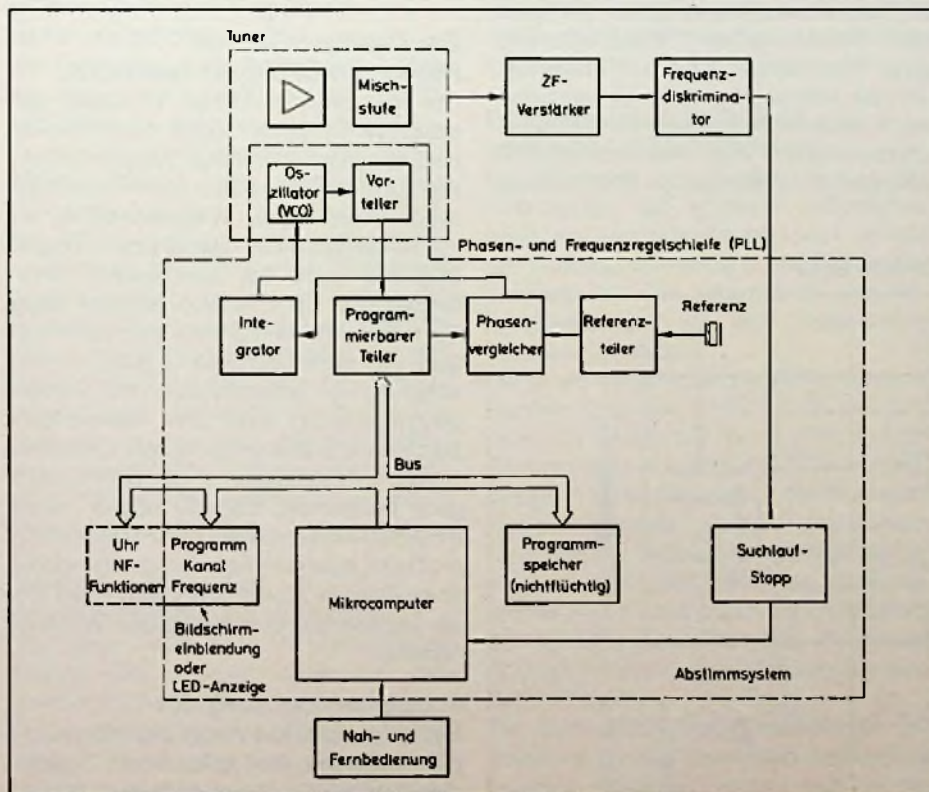 Tuner
Misch-
stufe
ZF-
Verstärker
Frequenz-
diskrimina-
tor
Os-
zillator
(VCO)
Vor-
teiler
Phasen- und Frequenzregelschleife (PLL)
Inte-
grator
Program-
mierbarer
Teiler
Phasen-
vergleicher
Referenz-
teiler
Referenz
Bus
Uhr
NF-
Funktionen
Programm
Kanal
Frequenz
Mikrocomputer
Programm-
speicher
(nichtflüchtig)
Suchlauf-
Stopp
Bildschirm-
einblendung
oder
LED-Anzeige
Abstimmsystem
Nah- und
Fernbedienung